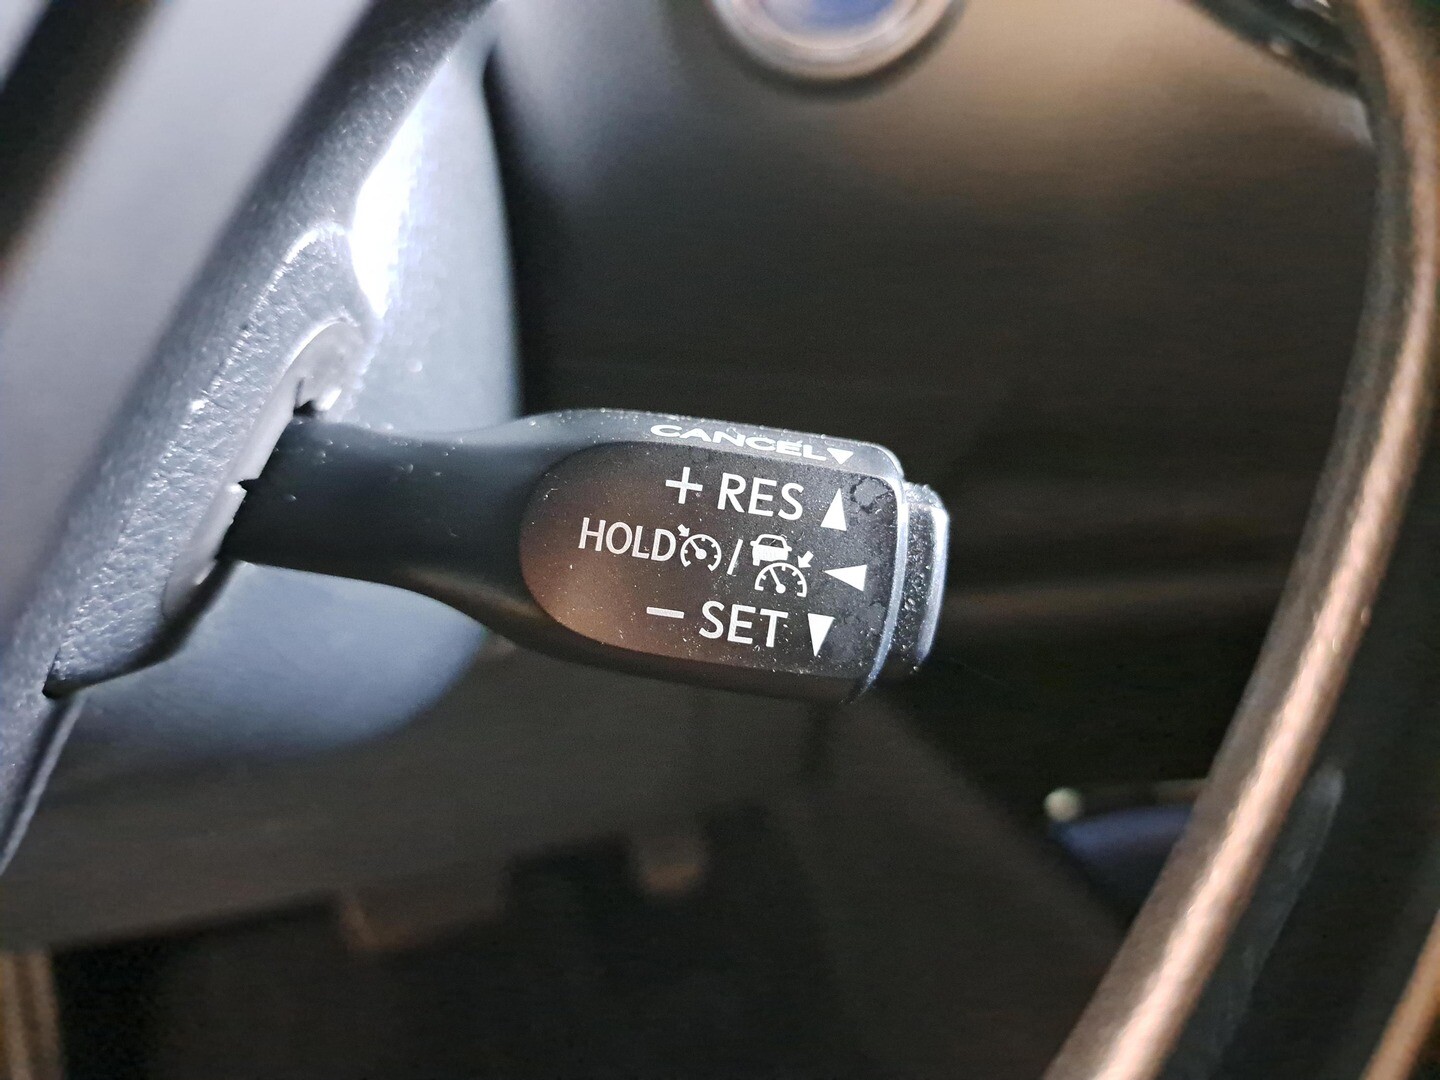 CANCEL
+ RES
HOLD /
− SET